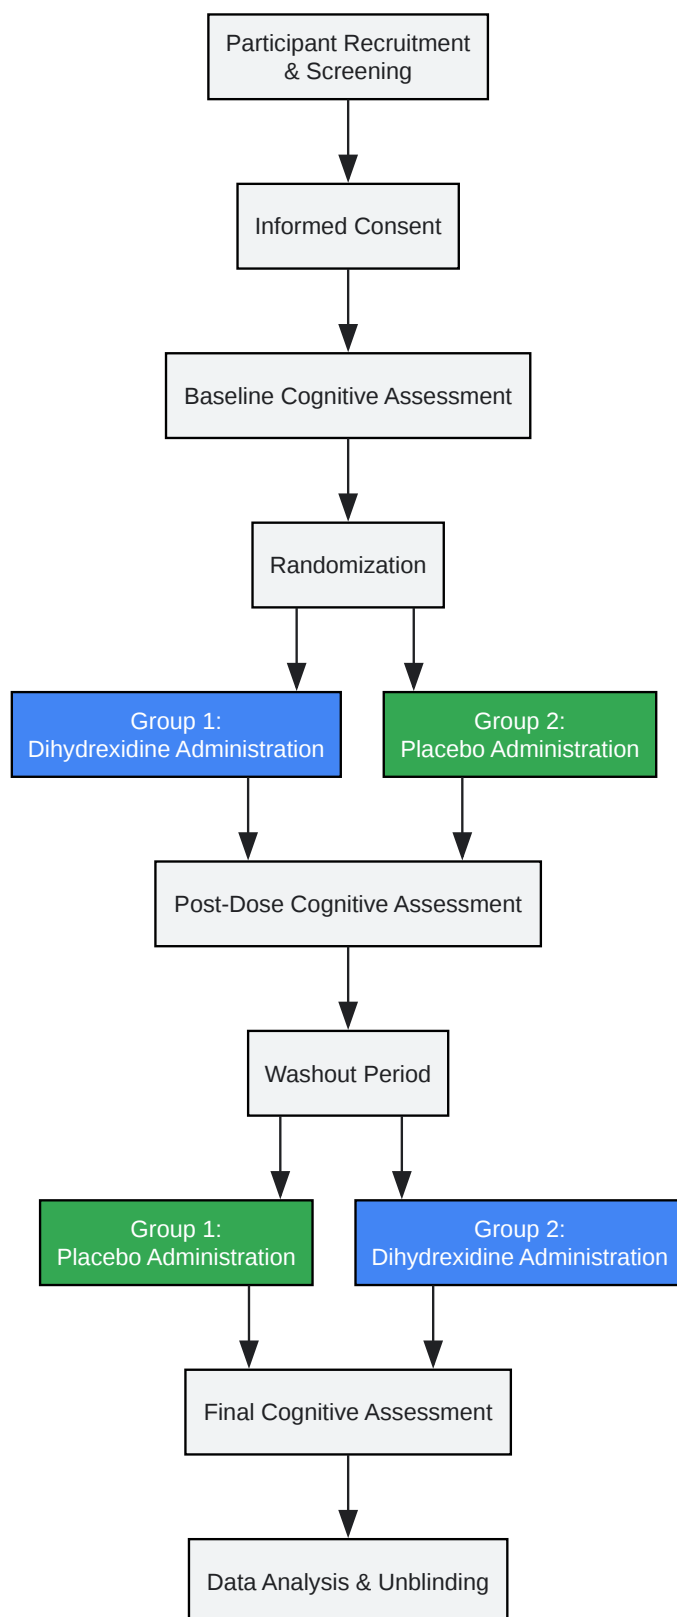 Participant Recruitment
& Screening
Informed Consent
Baseline Cognitive Assessment
Randomization
Group 1:
Dihydrexidine Administration
Group 2:
Placebo Administration
Post-Dose Cognitive Assessment
Washout Period
Group 1:
Placebo Administration
Group 2:
Dihydrexidine Administration
Final Cognitive Assessment
Data Analysis & Unblinding